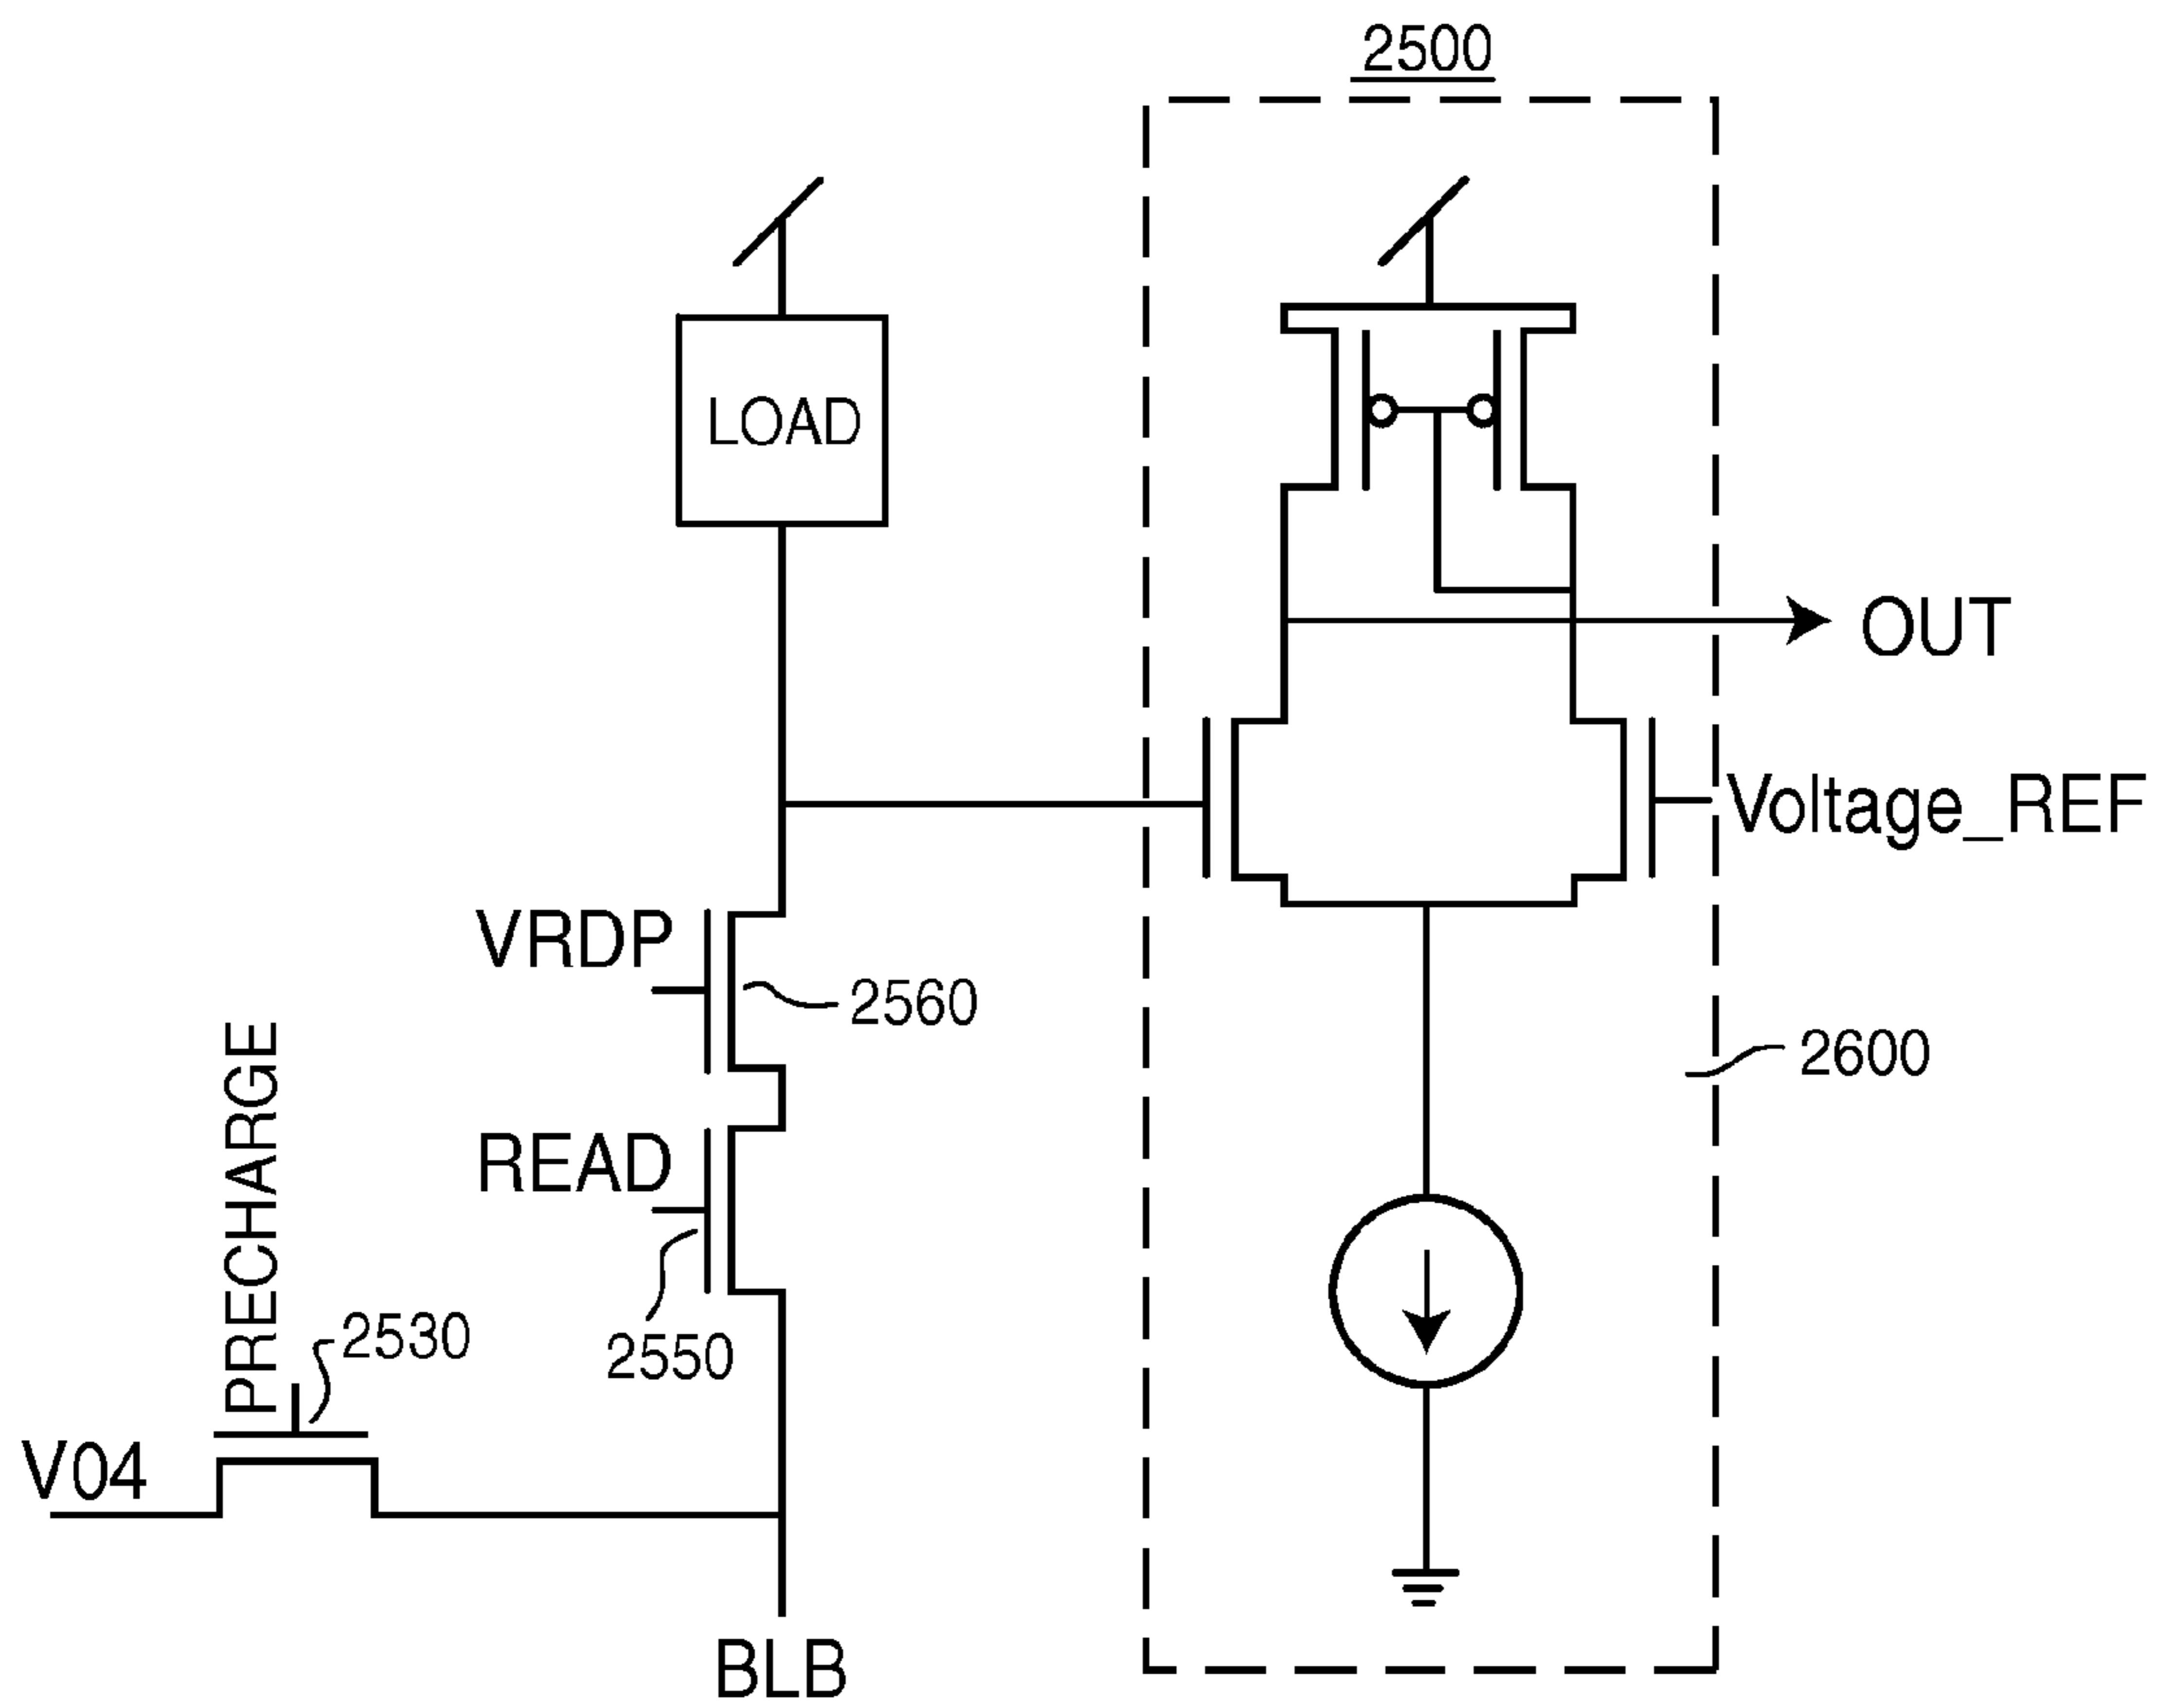 2500
LOAD
OUT
Voltage_REF
VRDP
2560
2600
PRECHARGE
READ
2530
2550
V04
BLB